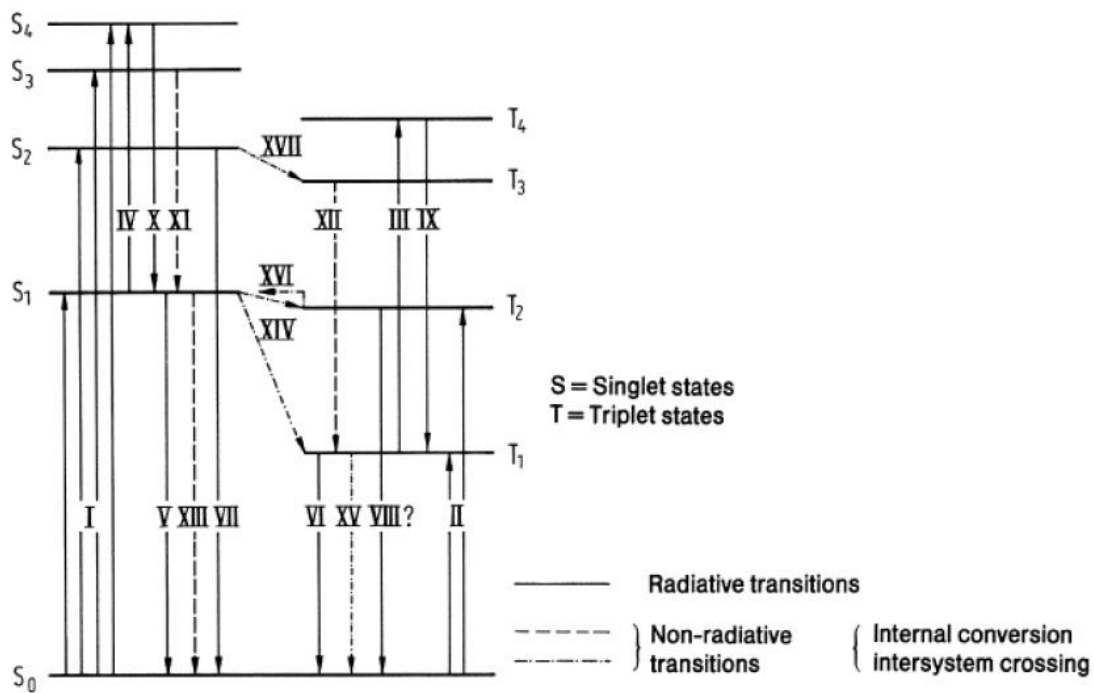 S4
S3
T4
S2
XVII
T3
IV X XI XII III IX
S1
XVI
T2
XIV
S = Singlet states
T = Triplet states
T1
I V XIII VII VI XV VIII? II
Radiative transitions
Non-radiative
transitions
Internal conversion
intersystem crossing
S0